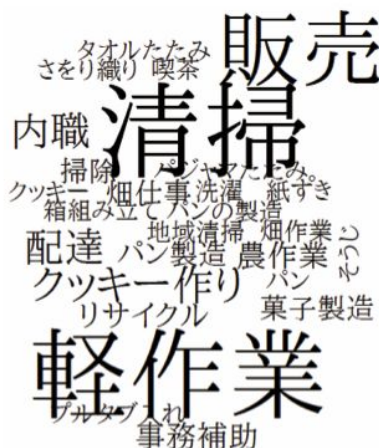 タオルたたみ
販売
さをり織り 喫茶
清掃
内職
掃除 パジャマたたみ。
クッキー 畑仕事 洗濯 紙すき
箱組み立て パンの製造
地域清掃 畑作業
配達 パン製造 農作業 そうじ
クッキー作り パン
リサイクル 菓子製造
軽作業
プルタブ入れ
事務補助